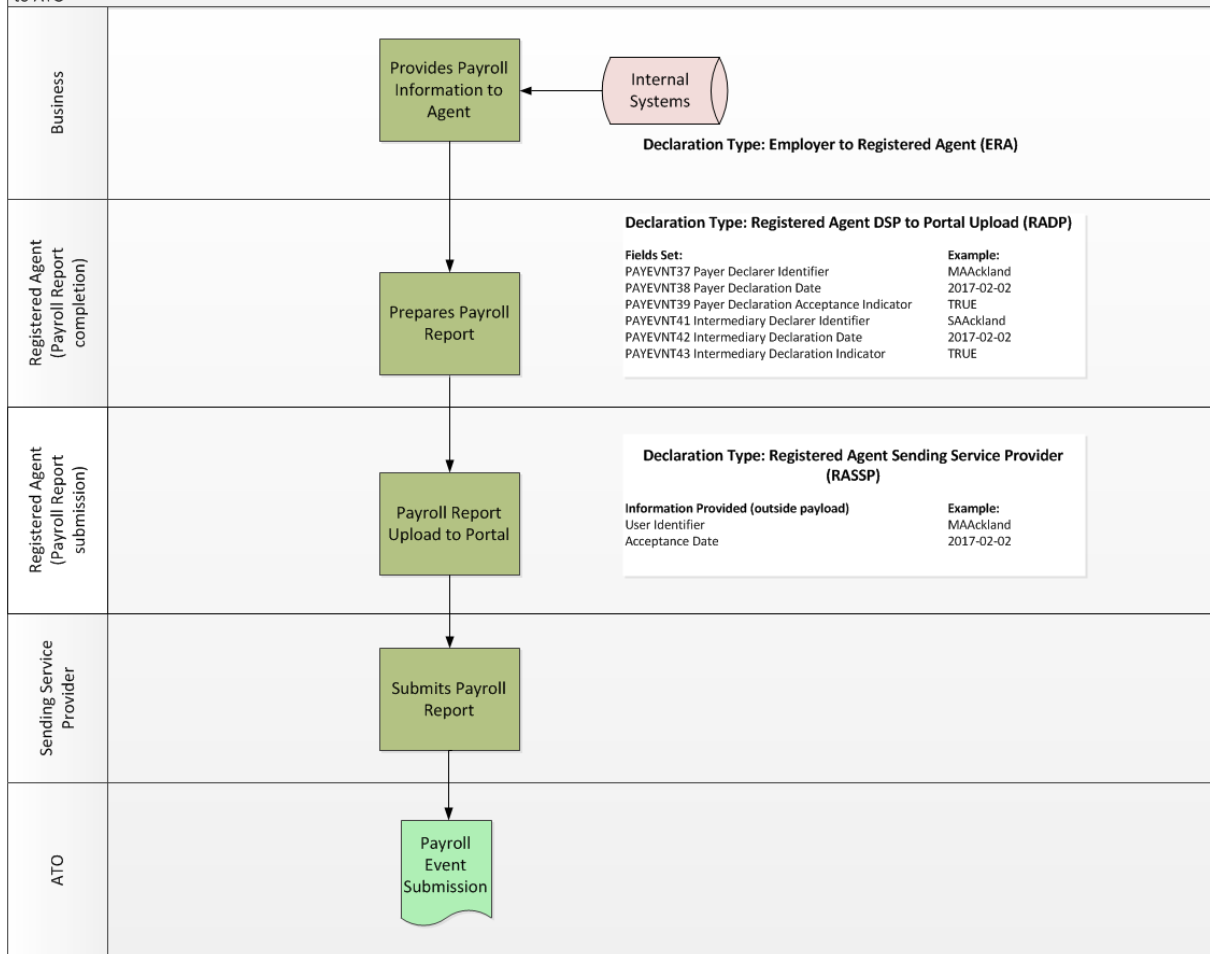 to ATO
Business
Provides Payroll
Information to
Agent
Internal
Systems
Declaration Type: Employer to Registered Agent (ERA)
Registered Agent
(Payroll Report
completion)
Prepares Payroll
Report
Declaration Type: Registered Agent DSP to Portal Upload (RADP)
Fields Set: Example:
PAYEVNT37 Payer Declarer Identifier MAAckland
PAYEVNT38 Payer Declaration Date 2017-02-02
PAYEVNT39 Payer Declaration Acceptance Indicator TRUE
PAYEVNT41 Intermediary Declarer Identifier SAAckland
PAYEVNT42 Intermediary Declaration Date 2017-02-02
PAYEVNT43 Intermediary Declaration Indicator TRUE
Registered Agent
(Payroll Report
submission)
Payroll Report
Upload to Portal
Declaration Type: Registered Agent Sending Service Provider
(RASSP)
Information Provided (outside payload) Example:
User Identifier MAAckland
Acceptance Date 2017-02-02
Sending Service
Provider
Submits Payroll
Report
ATO
Payroll
Event
Submission